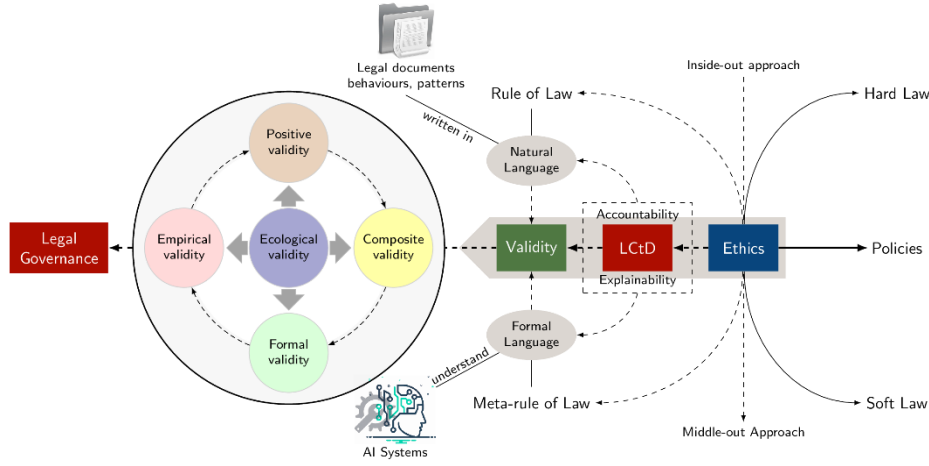 Legal documents
behaviours, patterns
written in
Inside-out approach
Rule of Law
Hard Law
Positive
validity
Natural
Language
Legal
Governance
Empirical
validity
Ecological
validity
Composite
validity
Validity
Accountability
LCtD
Explainability
Ethics
Policies
Formal
validity
Formal
Language
understand
Meta-rule of Law
Soft Law
Middle-out Approach
AI Systems